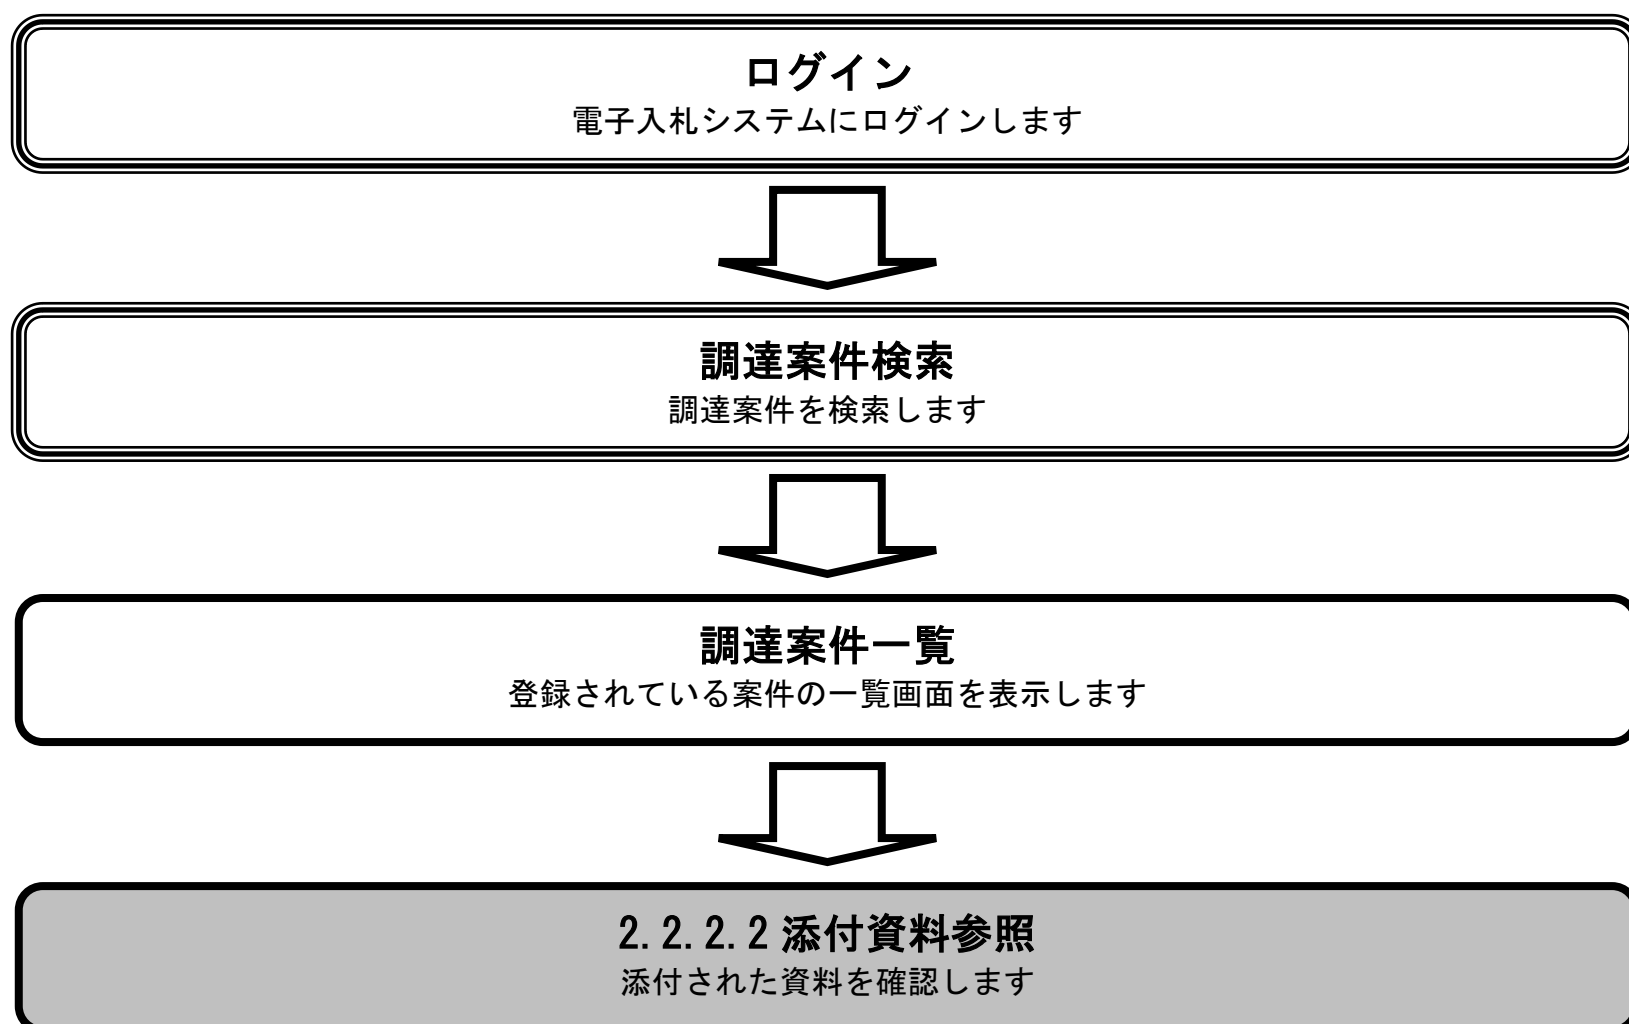 ログイン
電子入札システムにログインします
調達案件検索
調達案件を検索します
調達案件一覧
登録されている案件の一覧画面を表示します
2.2.2.2 添付資料参照
添付された資料を確認します